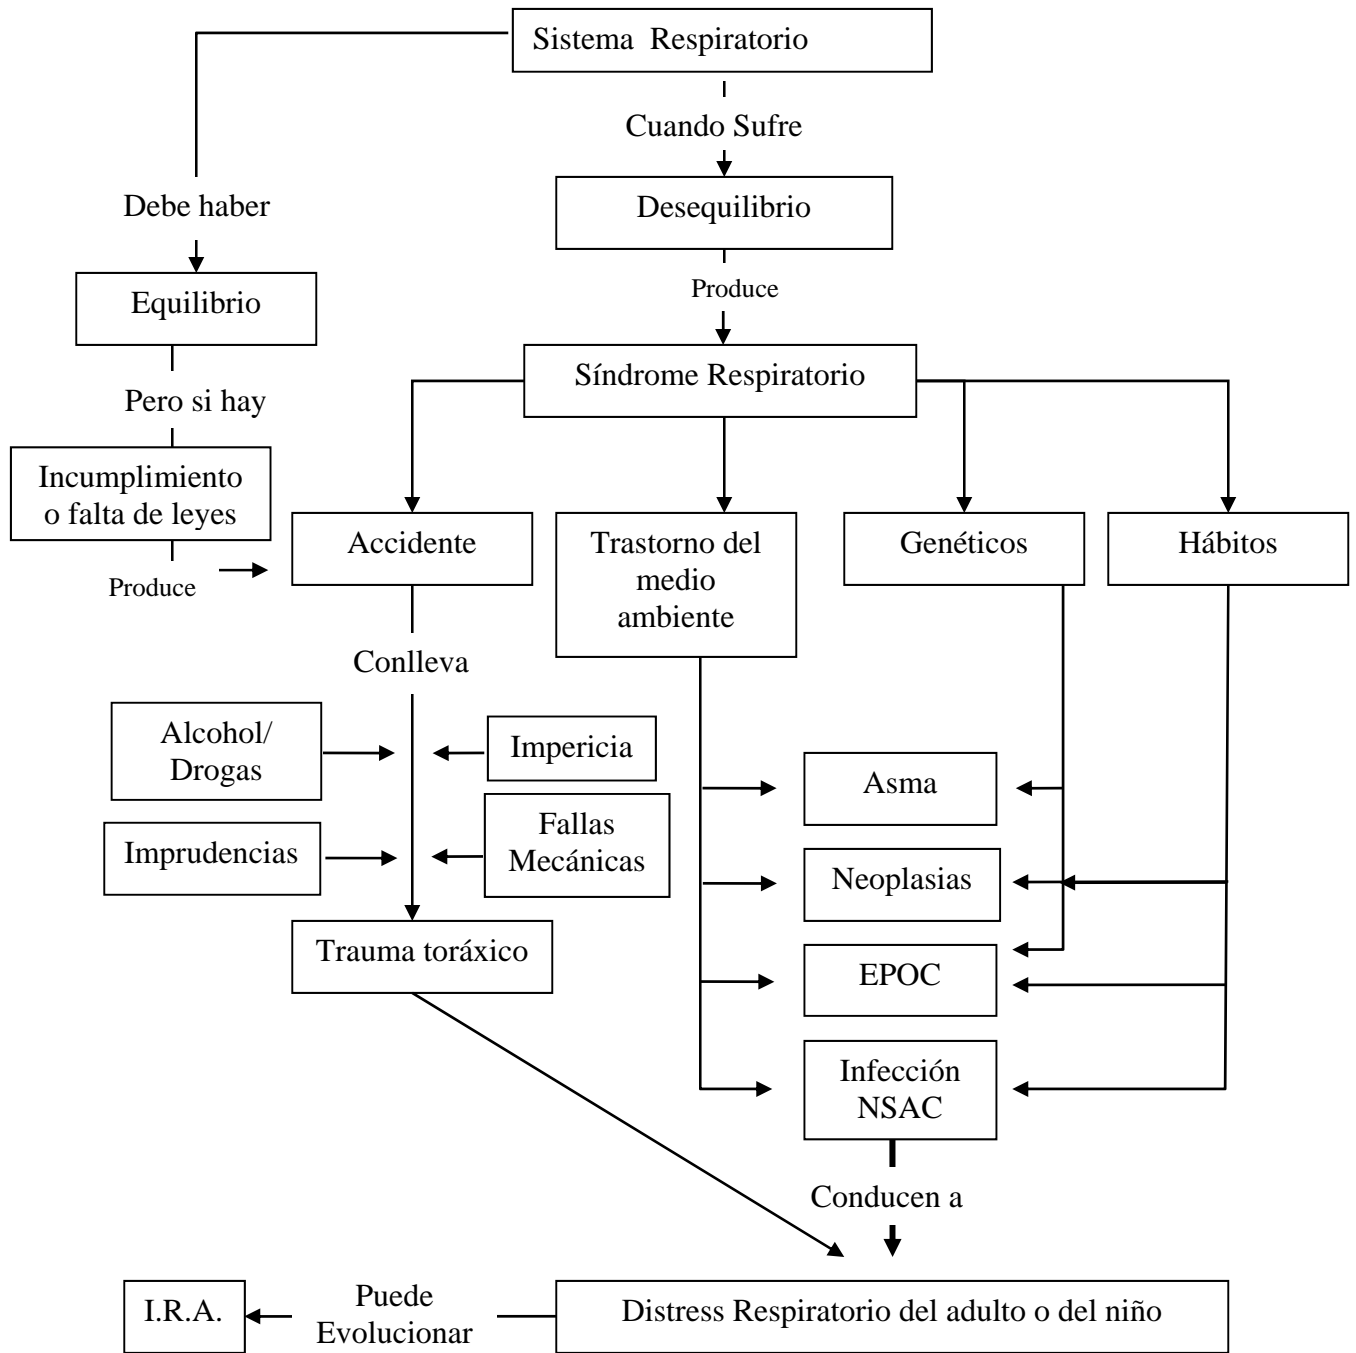 Sistema  Respiratorio
Cuando Sufre
Debe haber
Desequilibrio
Equilibrio
Produce
Síndrome Respiratorio
Pero si hay
Incumplimiento
o falta de leyes
Produce
Accidente
Trastorno del
medio
ambiente
Genéticos
Hábitos
Conlleva
Alcohol/
Drogas
Impericia
Imprudencias
Fallas
Mecánicas
Asma
Neoplasias
EPOC
Infección
NSAC
Trauma toráxico
Conducen a
I.R.A.
Puede
Evolucionar
Distress Respiratorio del adulto o del niño